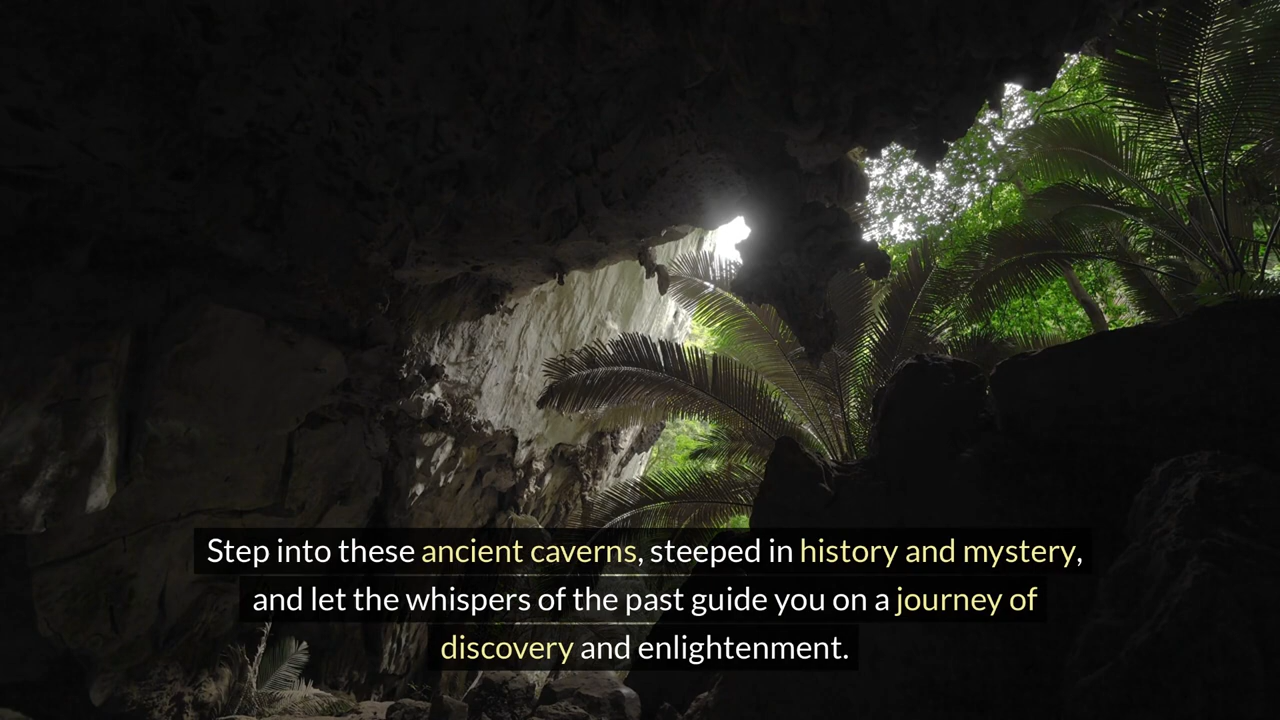 Step into these ancient caverns, steeped in history and mystery,
and let the whispers of the past guide you on a journey of
discovery and enlightenment.